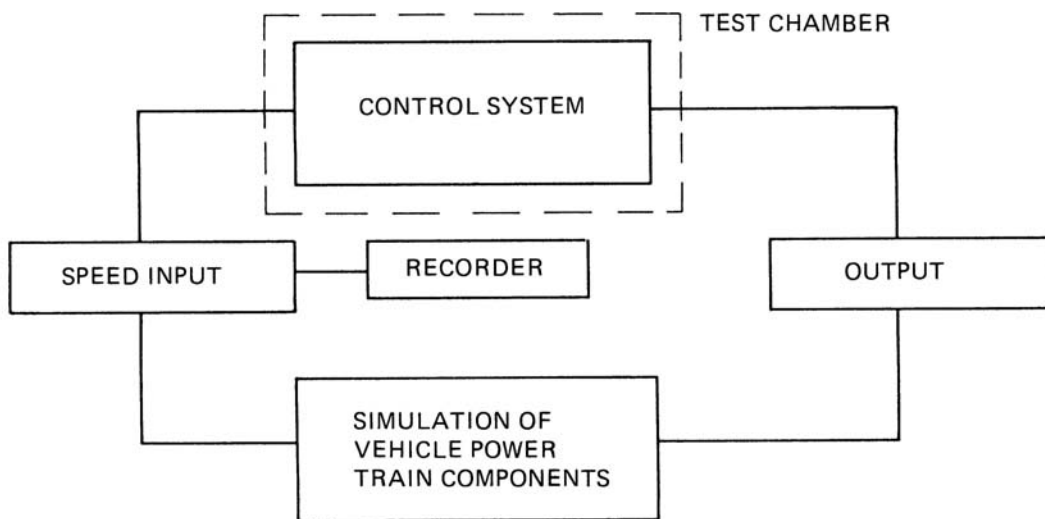 TEST CHAMBER
CONTROL SYSTEM
SPEED INPUT
RECORDER
OUTPUT
SIMULATION OF
VEHICLE POWER
TRAIN COMPONENTS